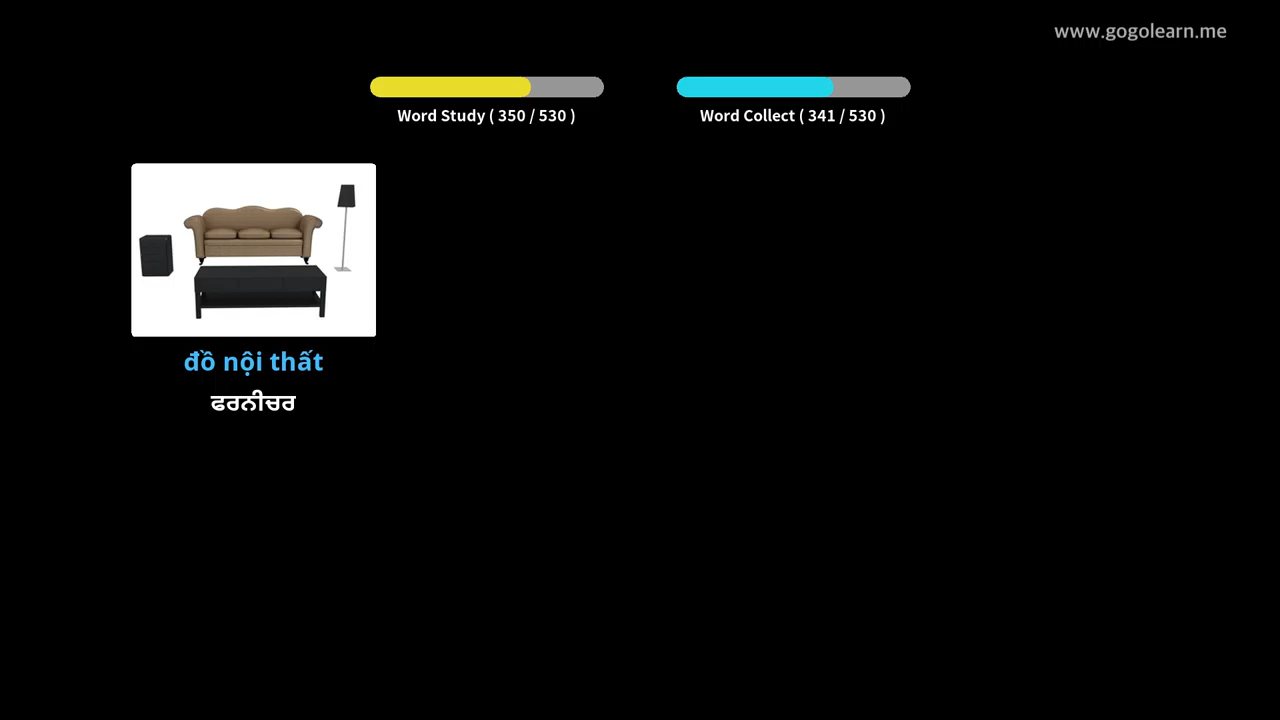 www.gogolearn.me
Word Study ( 350 / 530 )
Word Collect ( 341 / 530 )
đồ nội thất
ਫਰਨੀਚਰ